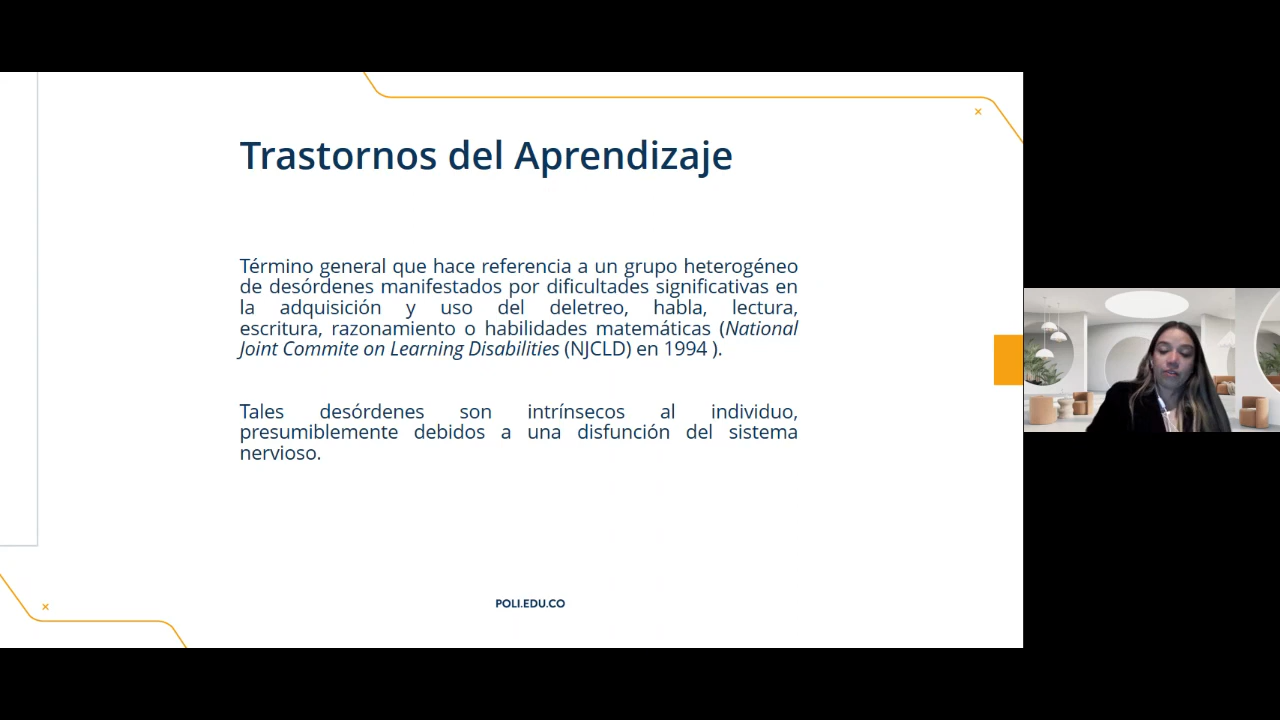 Trastornos del Aprendizaje
Término general que hace referencia a un grupo heterogéneo
de desórdenes manifestados por dificultades significativas en
la adquisición y uso del deletreo, habla, lectura,
escritura, razonamiento o habilidades matemáticas (National
Joint Commite on Learning Disabilities (NJCLD) en 1994 ).
Tales desórdenes son intrínsecos al individuo,
presumiblemente debidos a una disfunción del sistema
nervioso.
POLI.EDU.CO